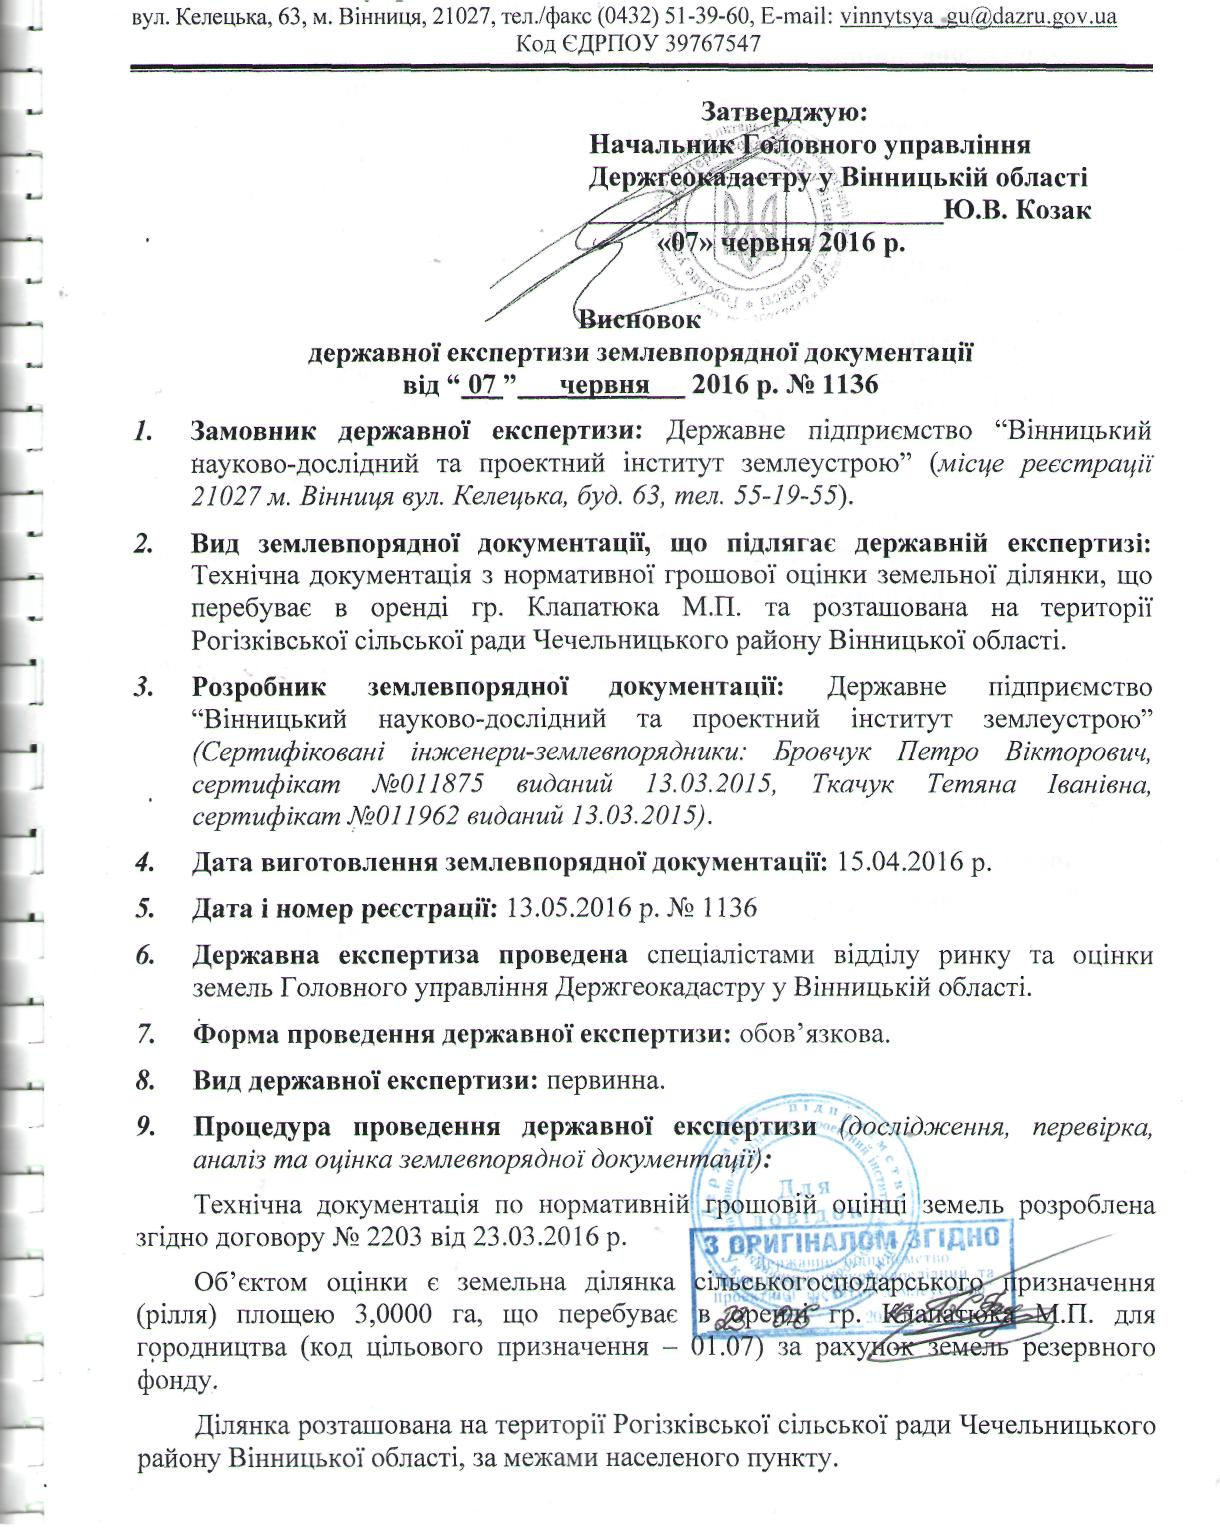 вул. Келецька, 63, м. Вінниця, 21027, тел./факс (0432) 51-39-60, E-mail: vinnytsya_gu@dazru.gov.ua
Код ЄДРПОУ 39767547
Затверджую:
Начальник Головного управління
Держгеокадастру у Вінницькій області
Ю.В. Козак
«07» червня 2016 р.
Висновок
державної експертизи землевпорядної документації
від “ 07 ” червня 2016 р. № 1136
1. Замовник державної експертизи: Державне підприємство “Вінницький
науково-дослідний та проектний інститут землеустрою” (місце реєстрації
21027 м. Вінниця вул. Келецька, буд. 63, тел. 55-19-55).
2. Вид землевпорядної документації, що підлягає державній експертизі:
Технічна документація з нормативної грошової оцінки земельної ділянки, що
перебуває в оренді гр. Клапатюка М.П. та розташована на території
Рогізківської сільської ради Чечельницького району Вінницької області.
3. Розробник землевпорядної документації: Державне підприємство
“Вінницький науково-дослідний та проектний інститут землеустрою”
(Сертифіковані інженери-землевпорядники: Бровчук Петро Вікторович,
сертифікат №011875 виданий 13.03.2015, Ткачук Тетяна Іванівна,
сертифікат №011962 виданий 13.03.2015).
4. Дата виготовлення землевпорядної документації: 15.04.2016 р.
5. Дата і номер реєстрації: 13.05.2016 р. № 1136
6. Державна експертиза проведена спеціалістами відділу ринку та оцінки
земель Головного управління Держгеокадастру у Вінницькій області.
7. Форма проведення державної експертизи: обов’язкова.
8. Вид державної експертизи: первинна.
9. Процедура проведення державної експертизи (дослідження, перевірка,
аналіз та оцінка землевпорядної документації):
Технічна документація по нормативній грошовій оцінці земель розроблена
згідно договору № 2203 від 23.03.2016 р.
Для
довідок
З ОРИГІНАЛОМ ЗГІДНО
Об’єктом оцінки є земельна ділянка сільськогосподарського призначення
(рілля) площею 3,0000 га, що перебуває в оренді гр. Клапатюка М.П. для
городництва (код цільового призначення – 01.07) за рахунок земель резервного
фонду.
Ділянка розташована на території Рогізківської сільської ради Чечельницького
району Вінницької області, за межами населеного пункту.